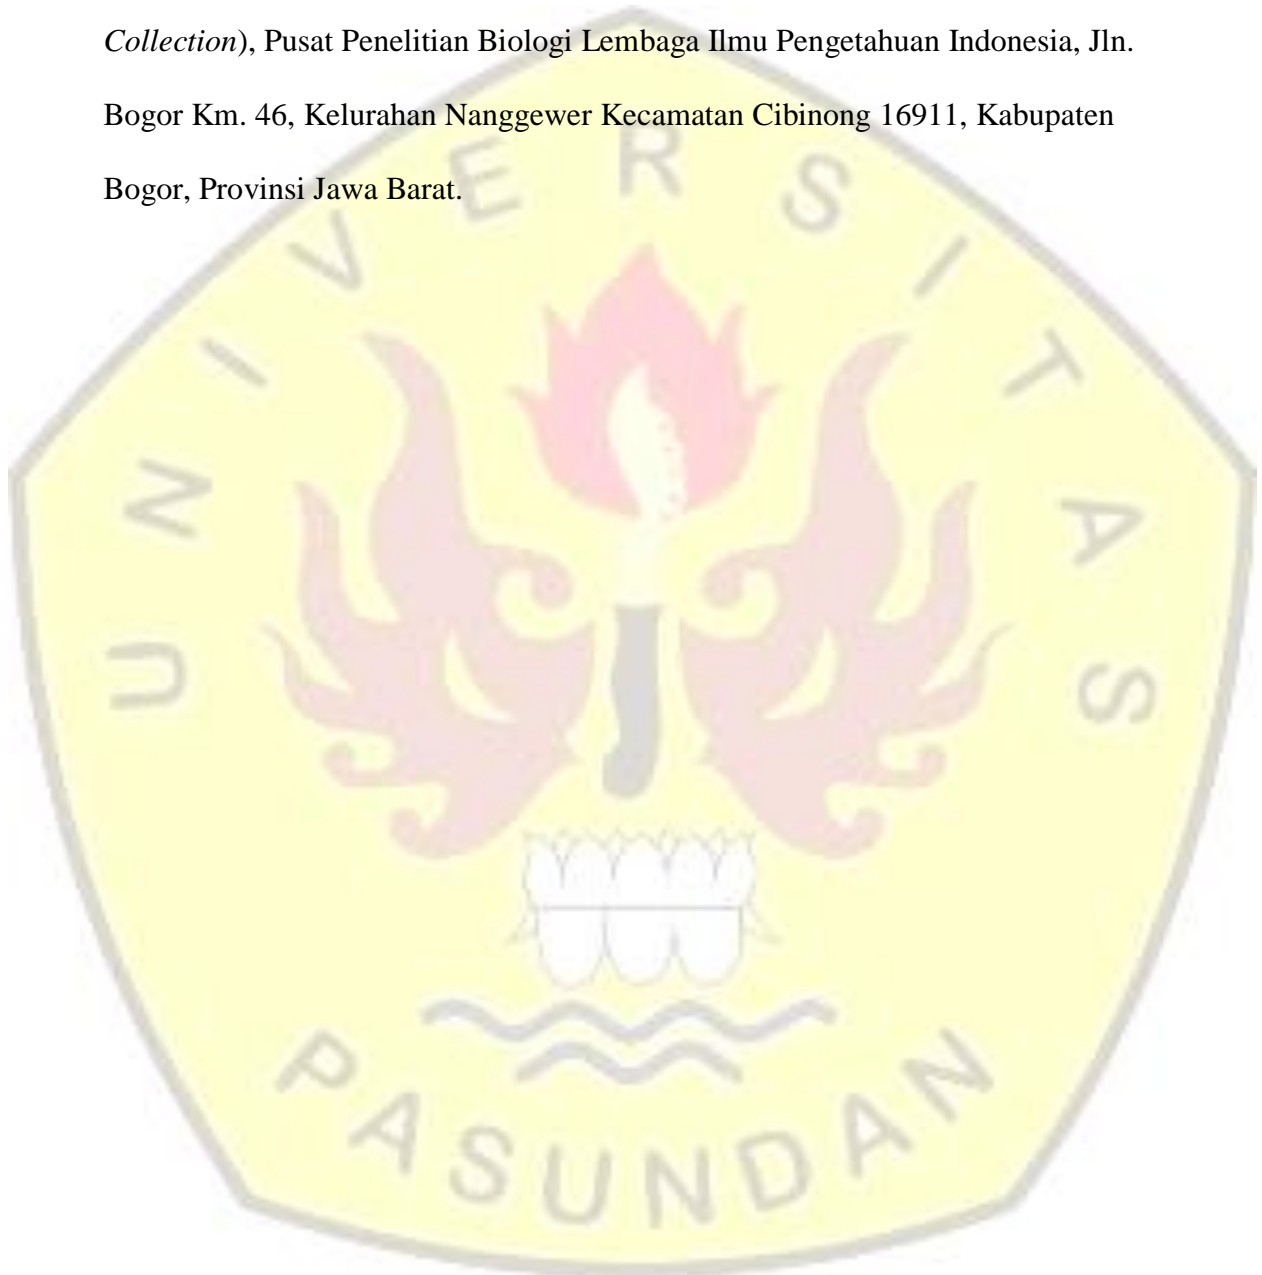 Collection), Pusat Penelitian Biologi Lembaga Ilmu Pengetahuan Indonesia, Jln.
Bogor Km. 46, Kelurahan Nanggewer Kecamatan Cibinong 16911, Kabupaten
Bogor, Provinsi Jawa Barat.
UNIVERSITAS
PASUNDAN